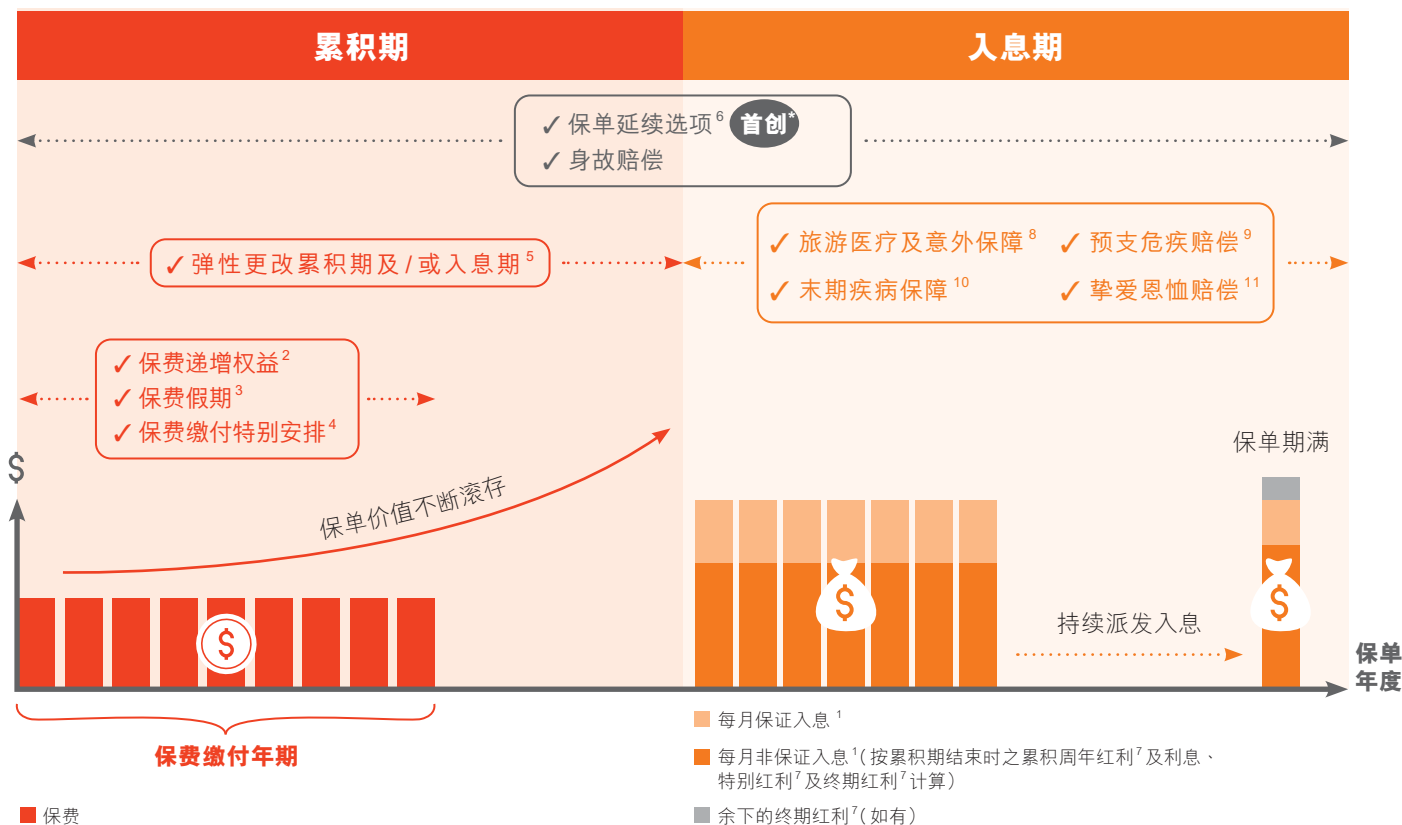 累积期
入息期
✓ 保单延续选项6 首创*
✓ 身故赔偿
✓ 弹性更改累积期及/或入息期5
✓ 旅游医疗及意外保障8 ✓ 预支危疾赔偿9
✓ 末期疾病保障10 ✓ 挚爱恩恤赔偿11
✓ 保费递增权益2
✓ 保费假期3
✓ 保费缴付特别安排4
$
保单价值不断滚存
保单期满
$
$
$
持续派发入息
保单
年度
保费缴付年期
每月保证入息1
每月非保证入息1(按累积期结束时之累积周年红利7及利息、
特别红利7及终期红利7计算)
保费
余下的终期红利7(如有)